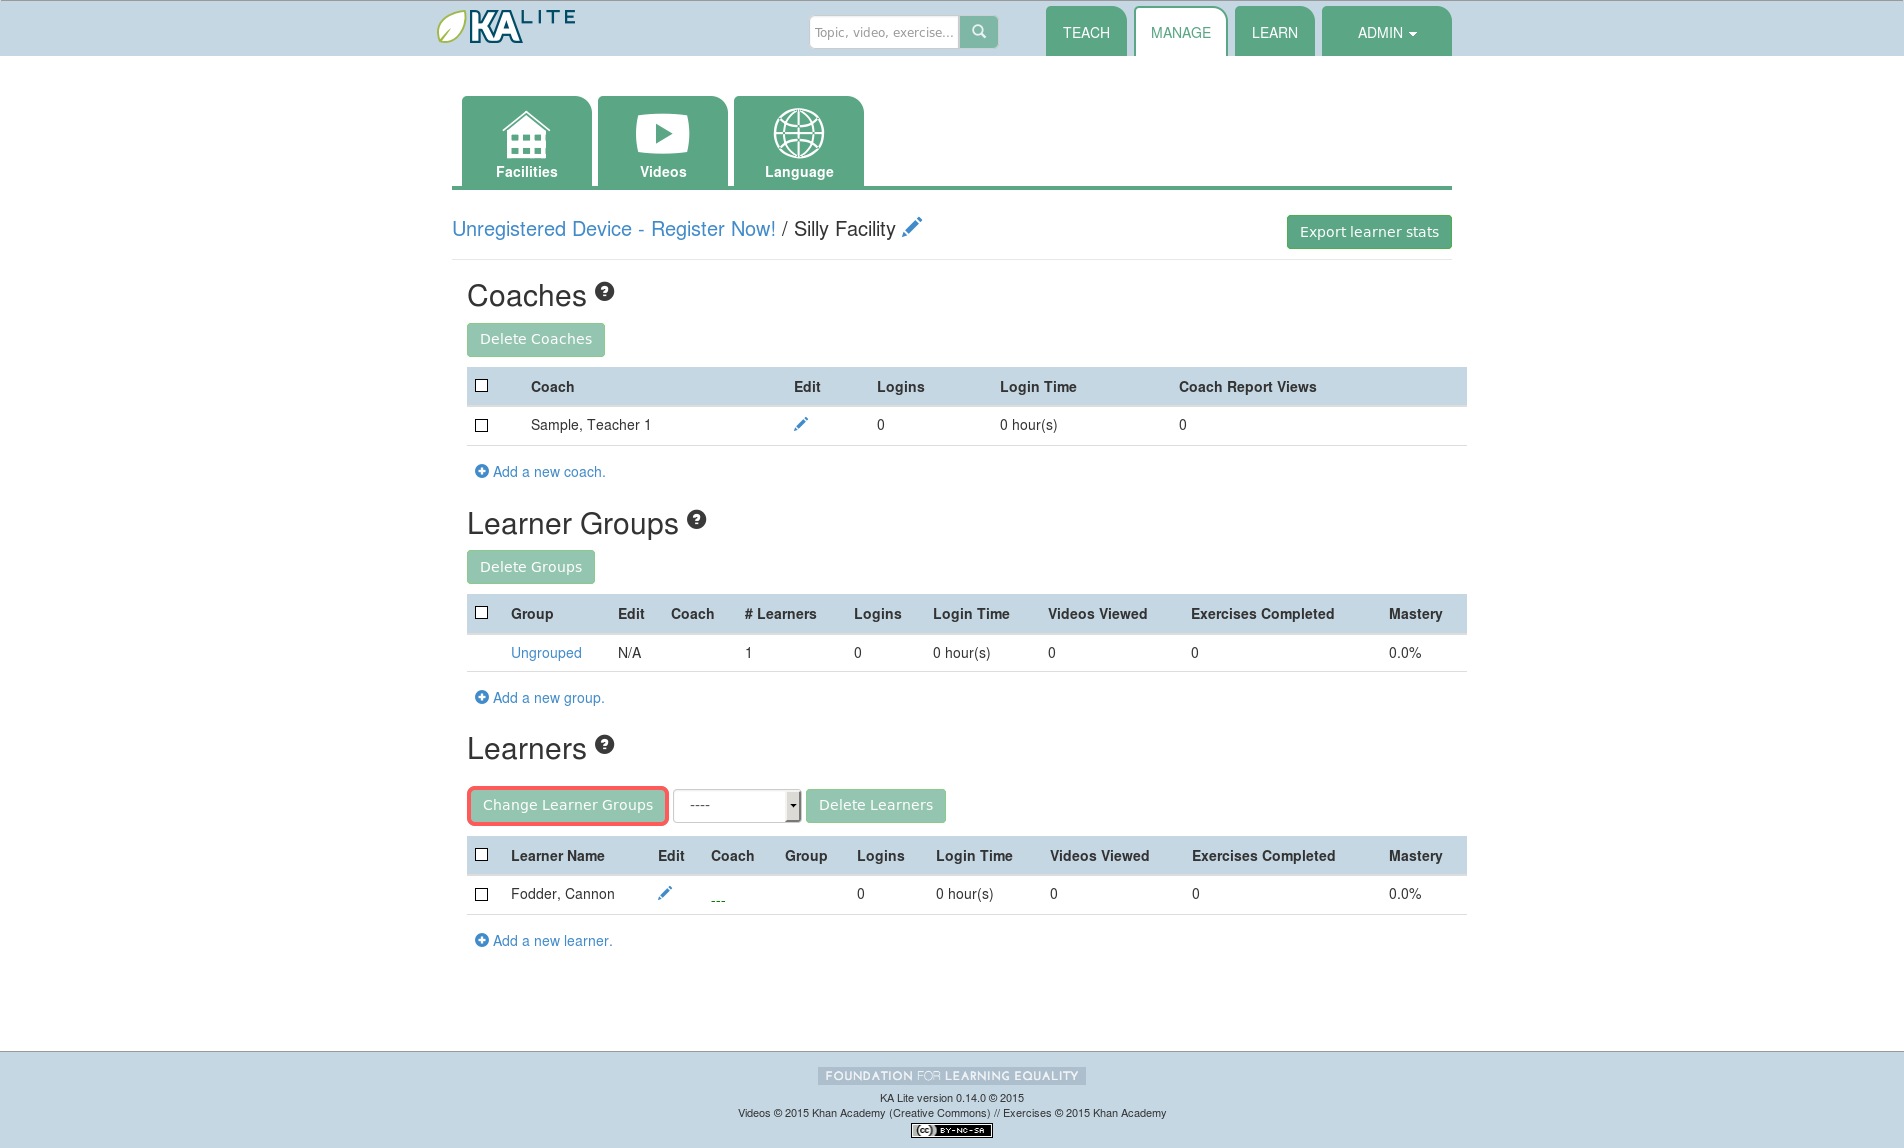 KA LITE
Topic, video, exercise...
TEACH
MANAGE
LEARN
ADMIN
Facilities
Videos
Language
Unregistered Device - Register Now! / Silly Facility
Export learner stats
Coaches ?
Delete Coaches
Coach Edit Logins Login Time Coach Report Views
Sample, Teacher 1 0 0 hour(s) 0
Add a new coach.
Learner Groups ?
Delete Groups
Group Edit Coach # Learners Logins Login Time Videos Viewed Exercises Completed Mastery
Ungrouped N/A 1 0 0 hour(s) 0 0 0.0%
Add a new group.
Learners ?
Change Learner Groups ---- Delete Learners
Learner Name Edit Coach Group Logins Login Time Videos Viewed Exercises Completed Mastery
Fodder, Cannon --- 0 0 hour(s) 0 0 0.0%
Add a new learner.
FOUNDATION FOR LEARNING EQUALITY
KA Lite version 0.14.0 © 2015
Videos © 2015 Khan Academy (Creative Commons) // Exercises © 2015 Khan Academy
cc BY-NC-SA